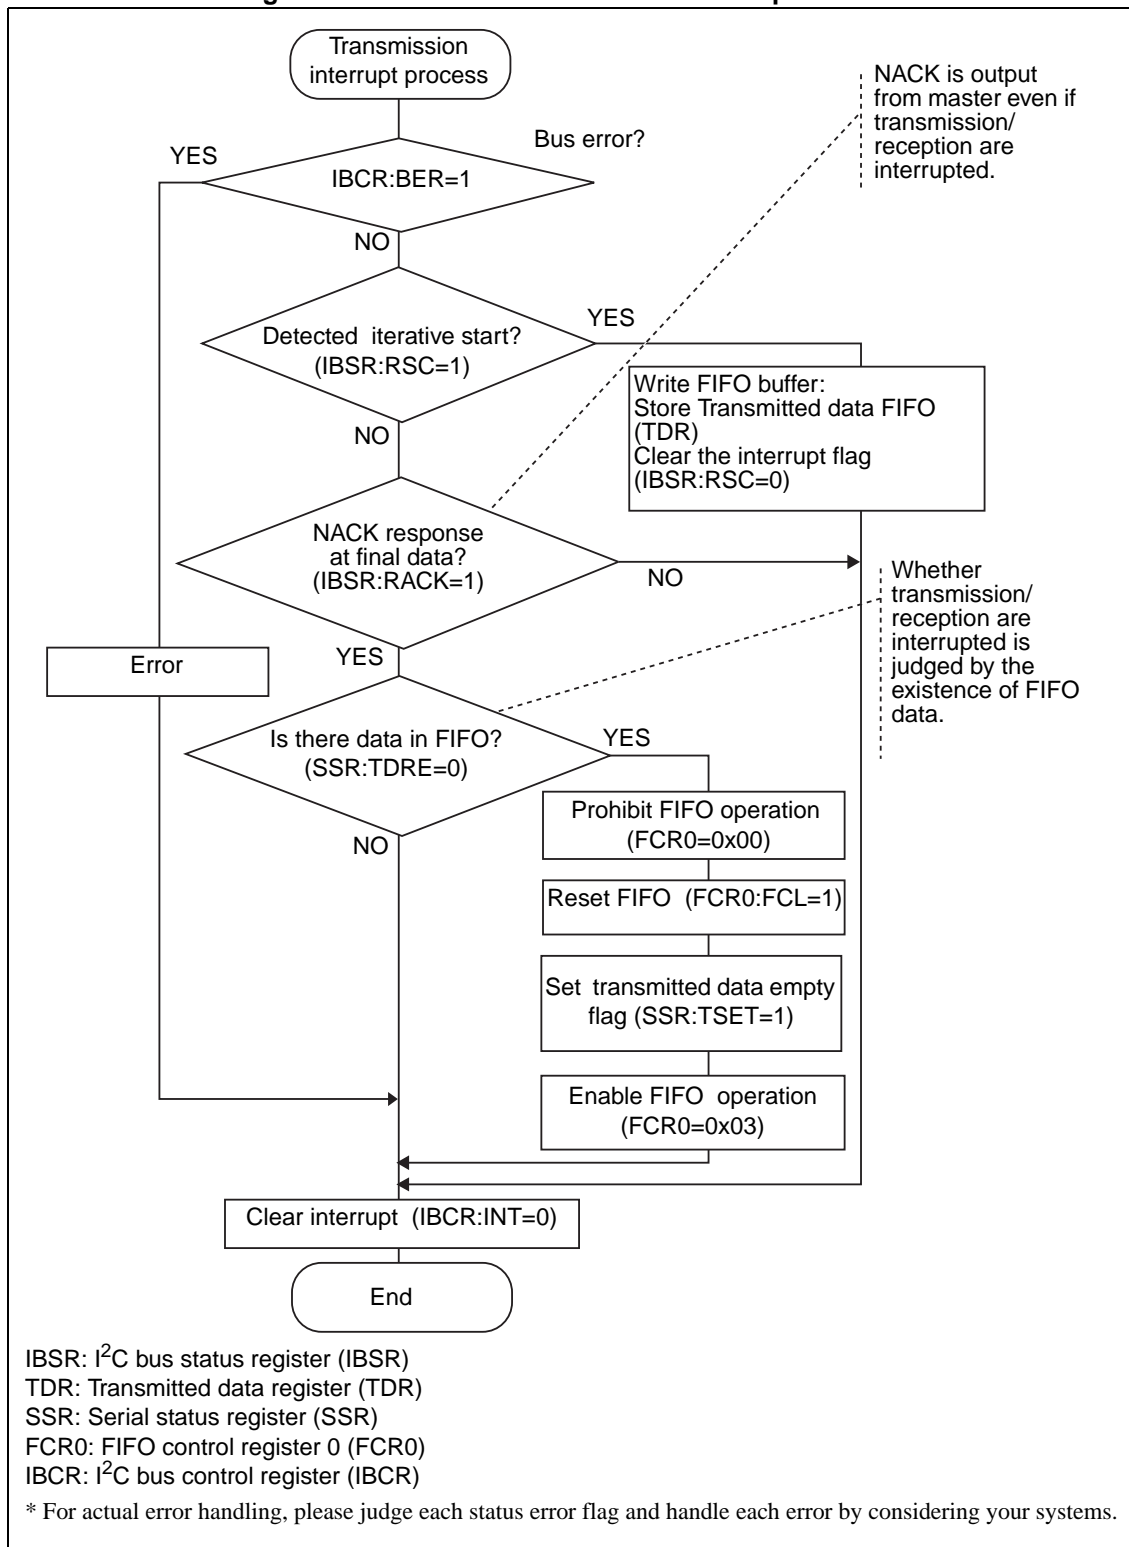 Transmission
interrupt process
NACK is output
from master even if
transmission/
reception are
interrupted.
Bus error?
YES
IBCR:BER=1
NO
YES
Detected iterative start?
(IBSR:RSC=1)
Write FIFO buffer:
Store Transmitted data FIFO
(TDR)
Clear the interrupt flag
(IBSR:RSC=0)
NO
NACK response
at final data?
(IBSR:RACK=1)
NO
Whether
transmission/
reception are
interrupted is
judged by the
existence of FIFO
data.
YES
Error
Is there data in FIFO?
(SSR:TDRE=0)
YES
Prohibit FIFO operation
(FCR0=0x00)
NO
Reset FIFO (FCR0:FCL=1)
Set transmitted data empty
flag (SSR:TSET=1)
Enable FIFO operation
(FCR0=0x03)
Clear interrupt (IBCR:INT=0)
End
IBSR: I2C bus status register (IBSR)
TDR: Transmitted data register (TDR)
SSR: Serial status register (SSR)
FCR0: FIFO control register 0 (FCR0)
IBCR: I2C bus control register (IBCR)
* For actual error handling, please judge each status error flag and handle each error by considering your systems.